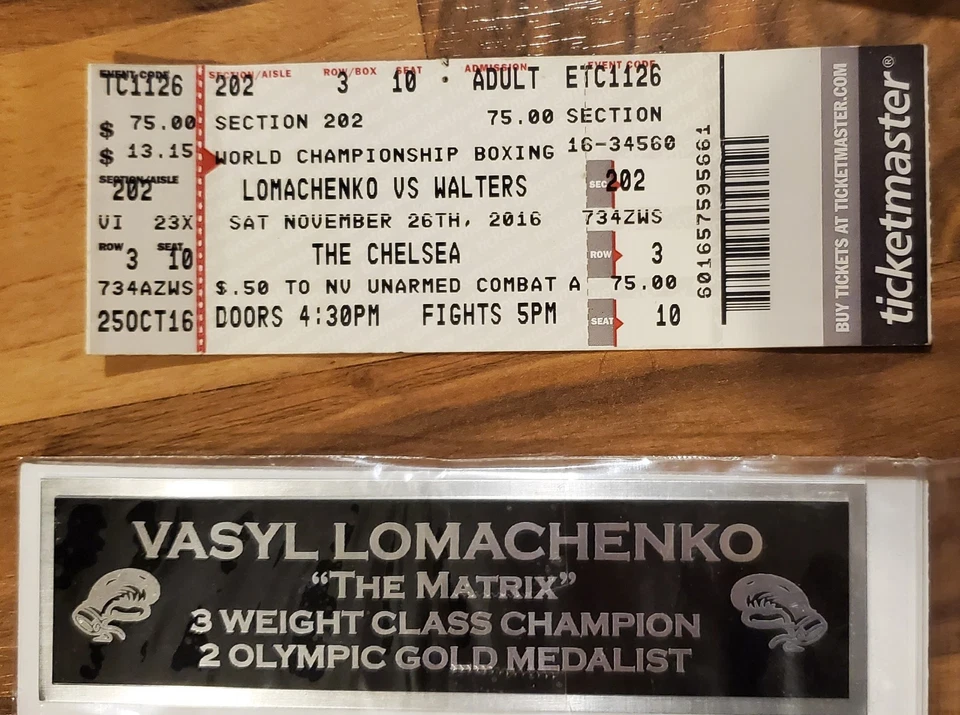 EVENT CODE
TC1126
$ 75.00
$ 13.15
SECTION/AISLE
202
VI 23X
ROW SEAT
3 10
734AZWS
25OCT16
SECTION/AISLE ROW/BOX SEAT ADMISSION EVENT CODE
202 3 10 ADULT ETC1126
SECTION 202 75.00 SECTION
WORLD CHAMPIONSHIP BOXING 16-34560
LOMACHENKO VS WALTERS SEC 202
SAT NOVEMBER 26TH, 2016 734ZWS
THE CHELSEA ROW 3
$.50 TO NV UNARMED COMBAT A 75.00
DOORS 4:30PM FIGHTS 5PM SEAT 10
601657595661
BUY TICKETS AT TICKETMASTER.COM
ticketmaster®
VASYL LOMACHENKO
“THE MATRIX”
3 WEIGHT CLASS CHAMPION
2 OLYMPIC GOLD MEDALIST